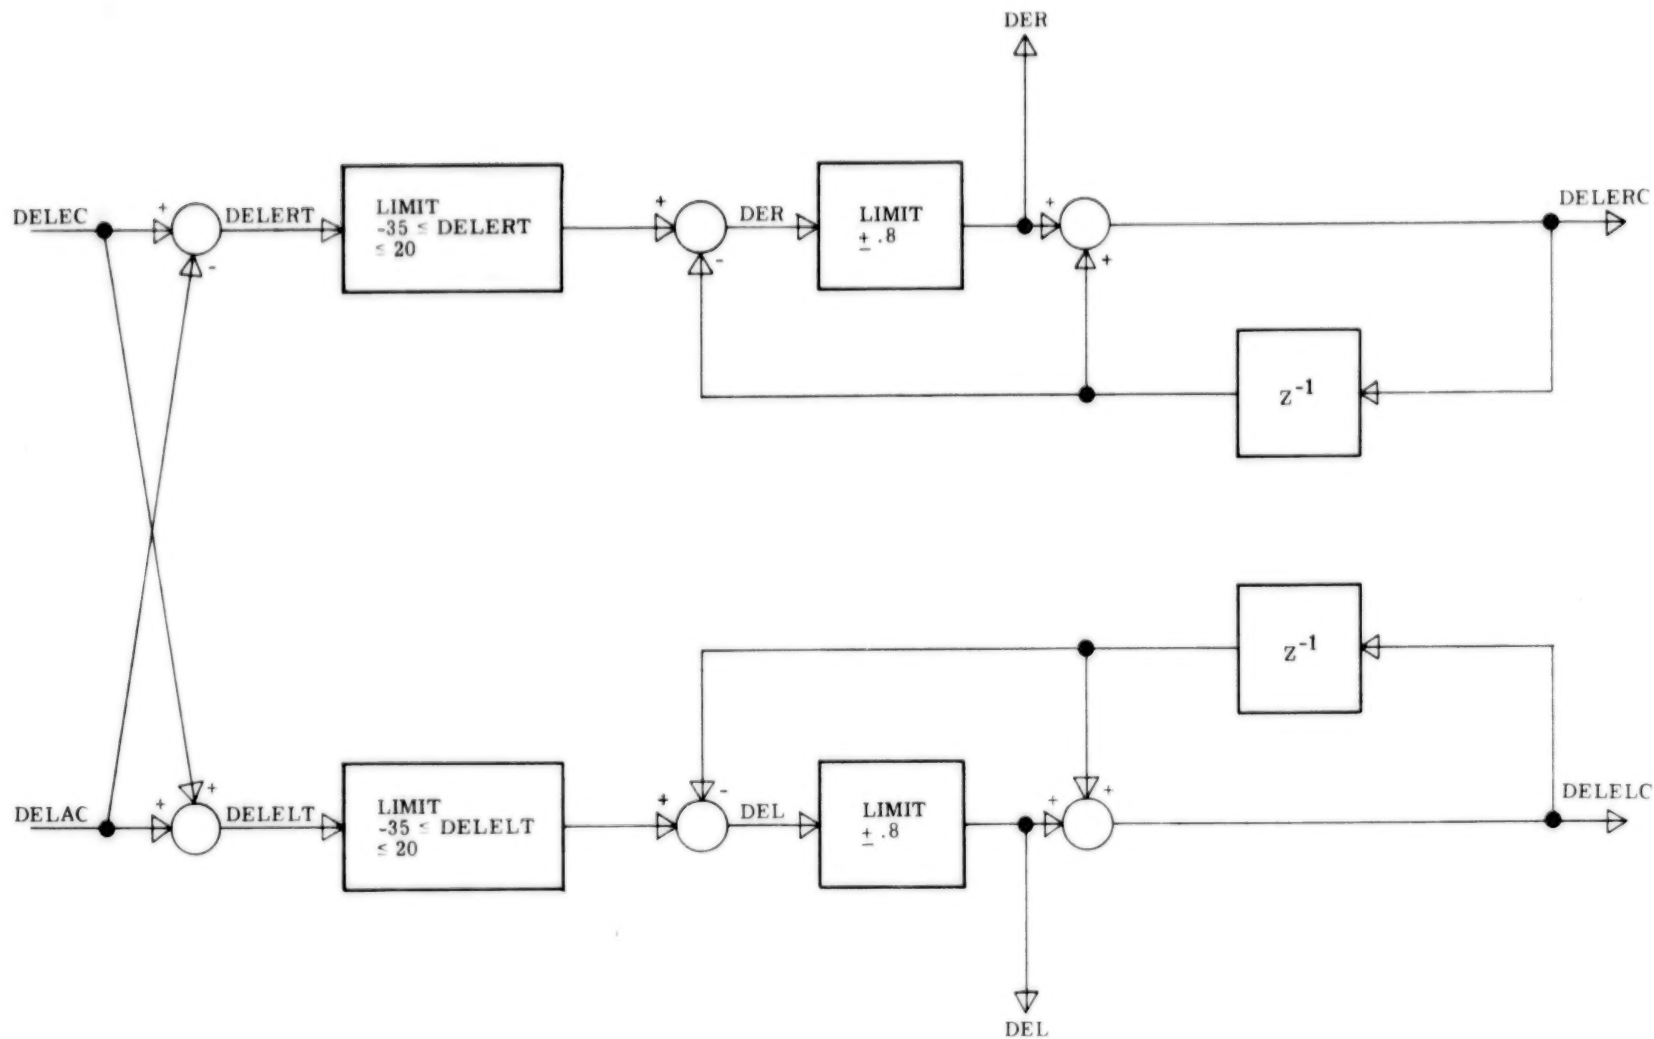 DER
DELEC
+
-
DELERT
LIMIT
-35 ≤ DELERT
≤ 20
+
-
DER
LIMIT
± .8
+
+
DELERC
Z⁻¹
Z⁻¹
DELAC
+
+
DELELT
LIMIT
-35 ≤ DELELT
≤ 20
+
-
DEL
LIMIT
± .8
+
+
DELELC
DEL